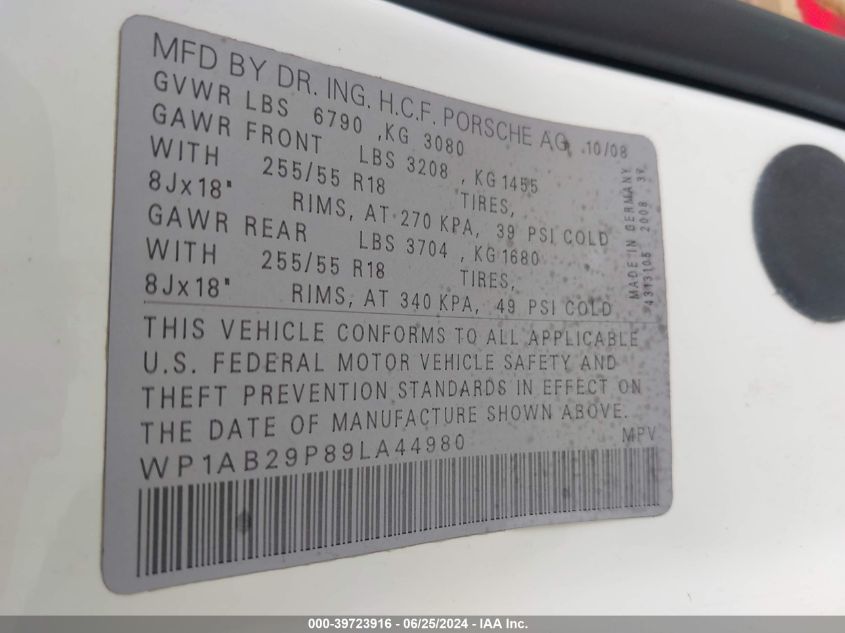 MFD BY DR. ING. H.C.F. PORSCHE AG 10/08
GVWR LBS 6790 ,KG 3080
GAWR FRONT LBS 3208 , KG 1455
WITH 255/55 R18 TIRES,
8Jx18" RIMS, AT 270 KPA, 39 PSI COLD
GAWR REAR LBS 3704 , KG 1680
WITH 255/55 R18 TIRES,
8Jx18" RIMS, AT 340 KPA, 49 PSI COLD
MADE IN GERMANY
4313105 2008 3V
THIS VEHICLE CONFORMS TO ALL APPLICABLE
U.S. FEDERAL MOTOR VEHICLE SAFETY AND
THEFT PREVENTION STANDARDS IN EFFECT ON
THE DATE OF MANUFACTURE SHOWN ABOVE.
WP1AB29P89LA44980 MPV
000-39723916 - 06/25/2024 - IAA Inc.